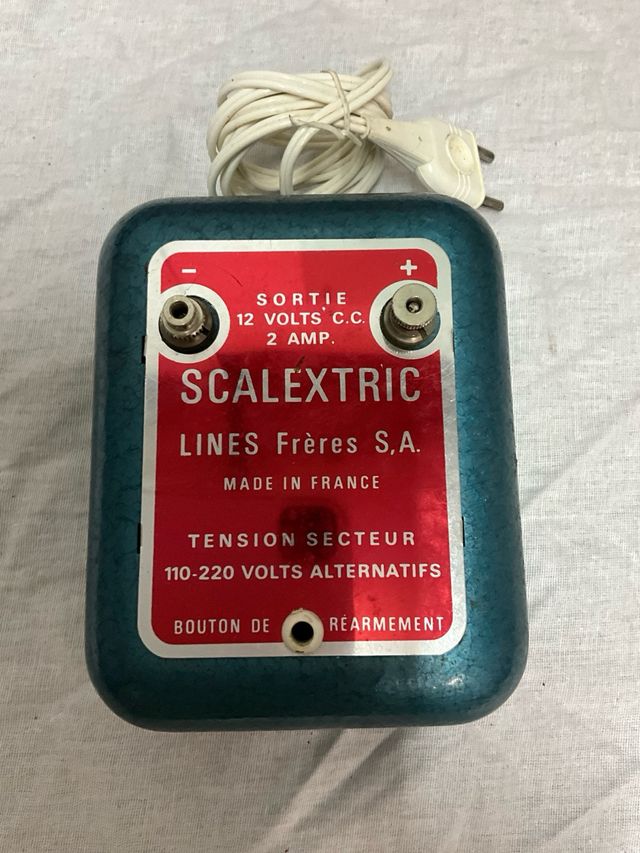 - +
SORTIE
12 VOLTS C.C.
2 AMP.
SCALEXTRIC
LINES Frères S,A.
MADE IN FRANCE
TENSION SECTEUR
110-220 VOLTS ALTERNATIFS
BOUTON DE RÉARMEMENT